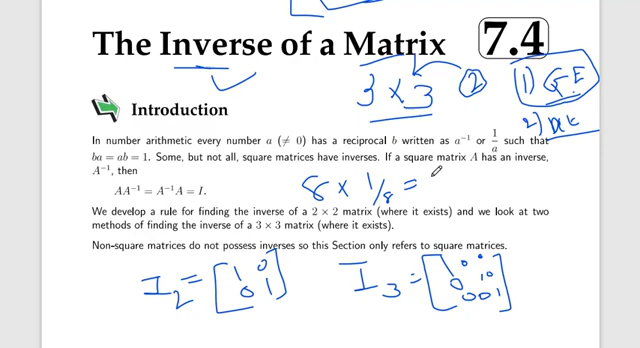 The Inverse of a Matrix 7.4
3 × 3 2 1) G.E
2) Det
Introduction
In number arithmetic every number a (≠ 0) has a reciprocal b written as a⁻¹ or 1/a such that
ba = ab = 1. Some, but not all, square matrices have inverses. If a square matrix A has an inverse,
A⁻¹, then
AA⁻¹ = A⁻¹A = I.
8 × 1/8 =
We develop a rule for finding the inverse of a 2 × 2 matrix (where it exists) and we look at two
methods of finding the inverse of a 3 × 3 matrix (where it exists).
Non-square matrices do not possess inverses so this Section only refers to square matrices.
I₂ = [1 0
0 1]
I₃ = [1 0 0
0 1 0
0 0 1]